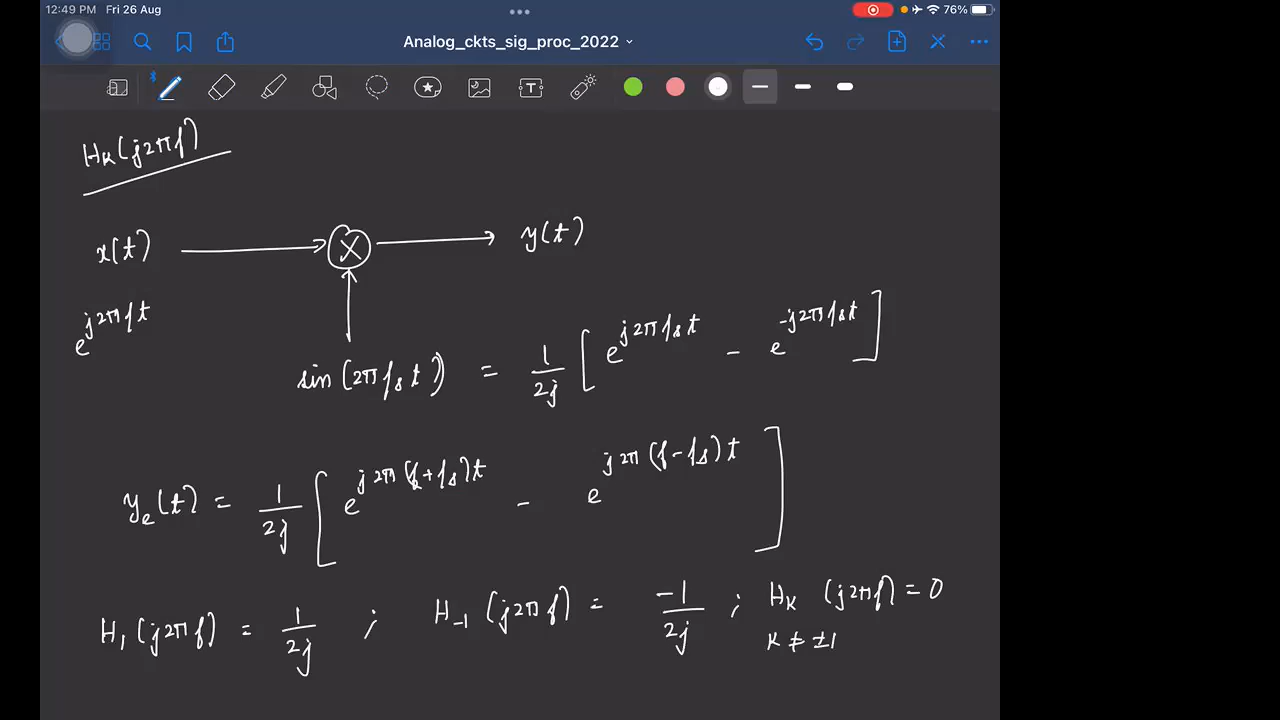 12:49 PM Fri 26 Aug
76%
Analog_ckts_sig_proc_2022
T
H_k(j2πf)
x(t) → X → y(t)
e^{j2πft}
sin(2πf_s t) = 1/2j [e^{j2πf_s t} - e^{-j2πf_s t}]
y_e(t) = 1/2j [e^{j2π(f+f_s)t} - e^{j2π(f-f_s)t}]
H_1(j2πf) = 1/2j ; H_{-1}(j2πf) = -1/2j ; H_k(j2πf) = 0
k ≠ ±1